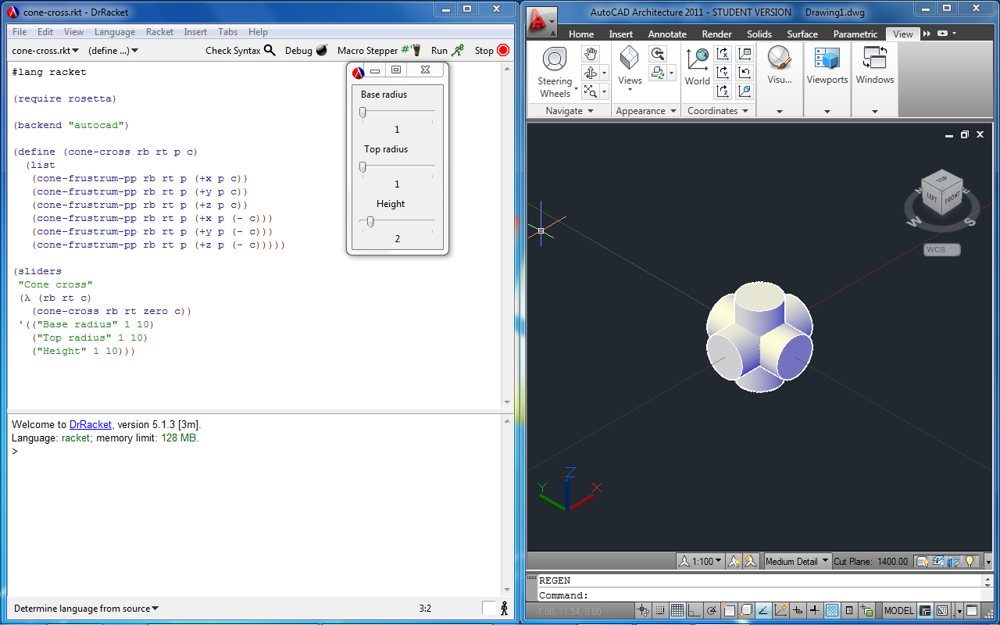 cone-cross.rkt - DrRacket
File Edit View Language Racket Insert Tabs Help
cone-cross.rkt (define ...) Check Syntax Debug Macro Stepper #' Run Stop
#lang racket
(require rosetta)
(backend "autocad")
(define (cone-cross rb rt p c)
  (list
   (cone-frustrum-pp rb rt p (+x p c))
   (cone-frustrum-pp rb rt p (+y p c))
   (cone-frustrum-pp rb rt p (+z p c))
   (cone-frustrum-pp rb rt p (+x p (- c)))
   (cone-frustrum-pp rb rt p (+y p (- c)))
   (cone-frustrum-pp rb rt p (+z p (- c)))))
(sliders
 "Cone cross"
 (λ (rb rt c)
   (cone-cross rb rt zero c))
 '(("Base radius" 1 10)
   ("Top radius" 1 10)
   ("Height" 1 10)))
Base radius
1
Top radius
1
Height
2
Welcome to DrRacket, version 5.1.3 [3m].
Language: racket; memory limit: 128 MB.
>
Determine language from source 3:2
AutoCAD Architecture 2011 - STUDENT VERSION Drawing1.dwg
A
Home Insert Annotate Render Solids Surface Parametric View
Steering Wheels
Views
World
X
Y
Z
Visu...
Viewports
Windows
Navigate Appearance Coordinates
TOP
LEFT FRONT
N E
W S
WCS
Z
Y X
1:100 Medium Detail Cut Plane: 1400.00
REGEN
Command:
-1.00, 11.54, 0.00 MODEL